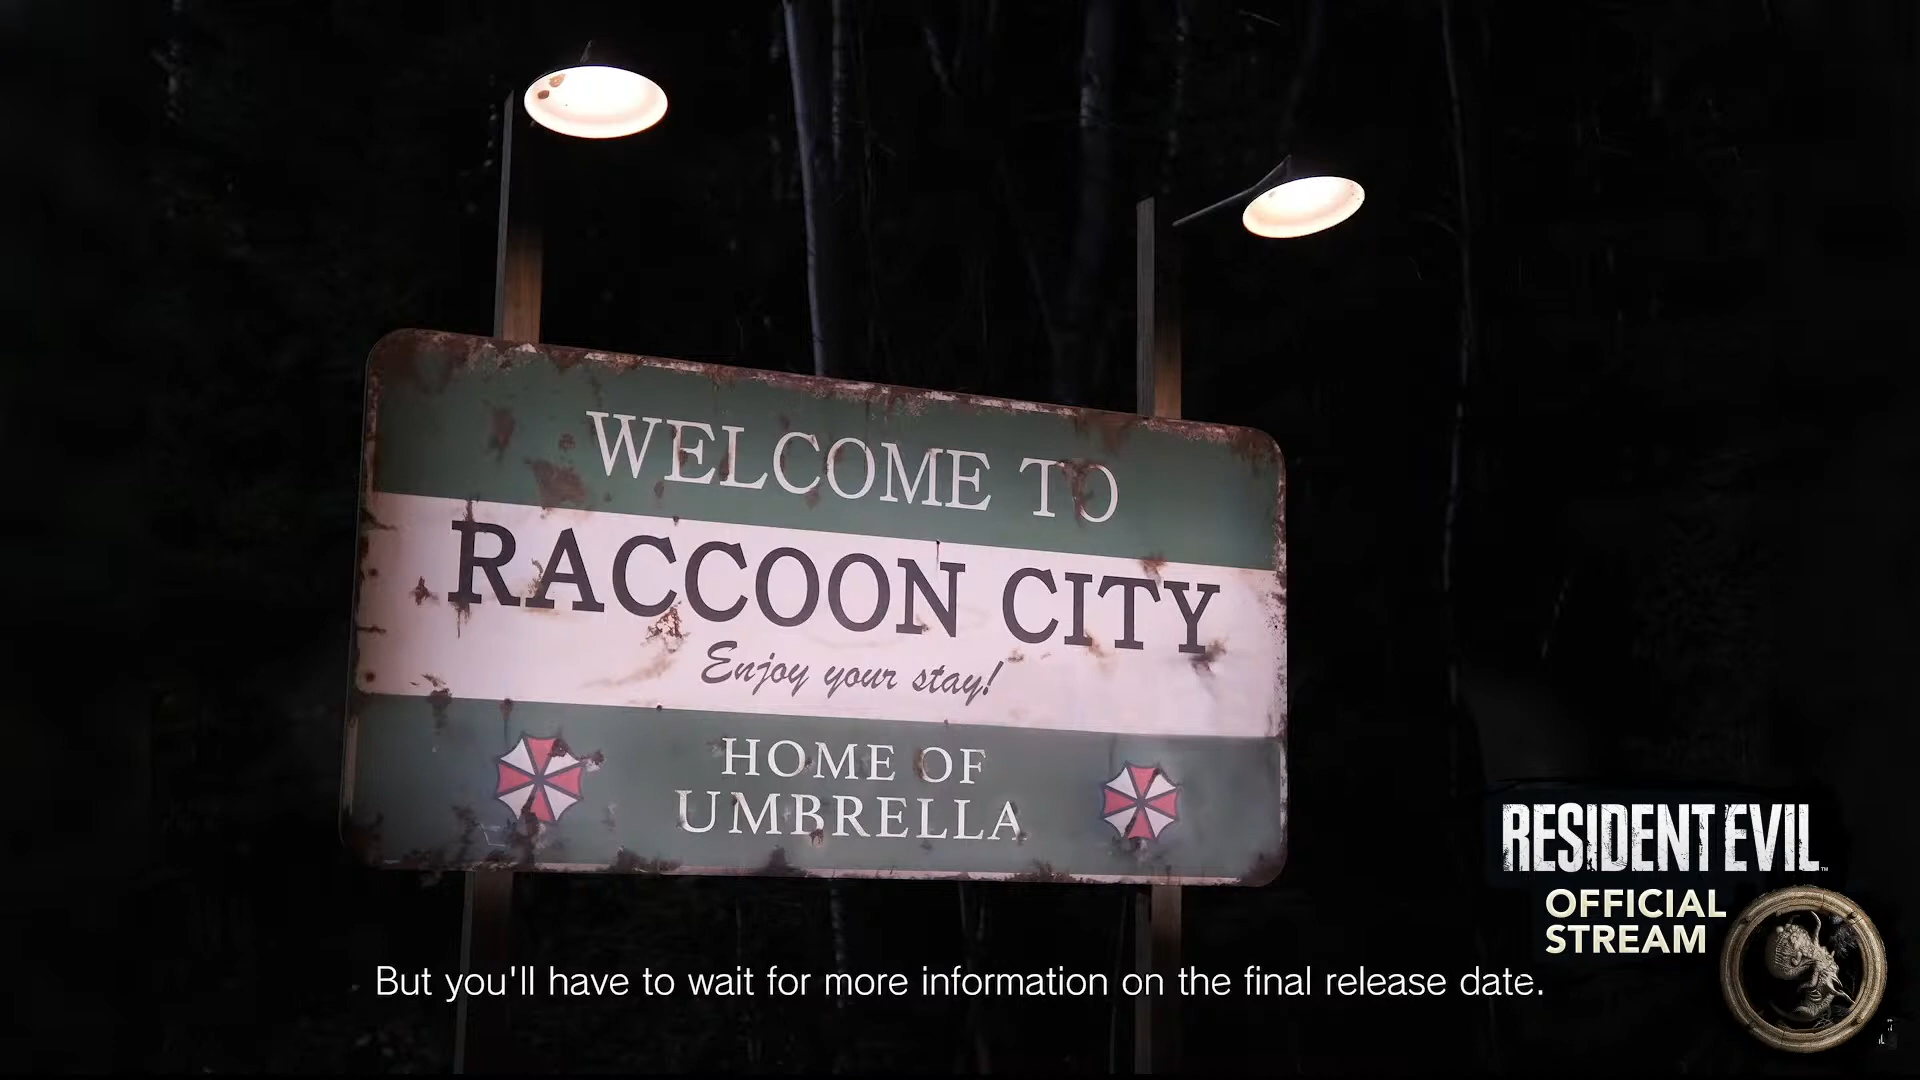 WELCOME TO
RACCOON CITY
Enjoy your stay!
HOME OF
UMBRELLA
RESIDENT EVIL™
OFFICIAL
STREAM
But you'll have to wait for more information on the final release date.